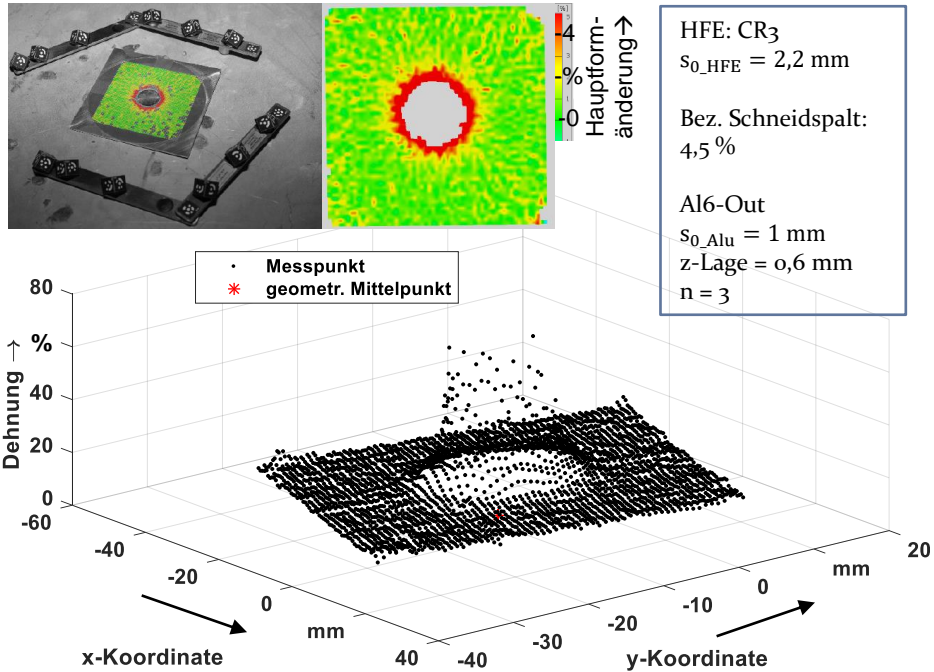 [%]
4
%
0
Hauptform-
änderung→
HFE: CR3
s0_HFE = 2,2 mm
Bez. Schneidspalt:
4,5 %
Al6-Out
s0_Alu = 1 mm
z-Lage = 0,6 mm
n = 3
Messpunkt
geometr. Mittelpunkt
80
%
40
20
0
Dehnung →
-60
-40
-20
0
mm
40
x-Koordinate
-40
-30
-20
-10
0
mm
20
y-Koordinate